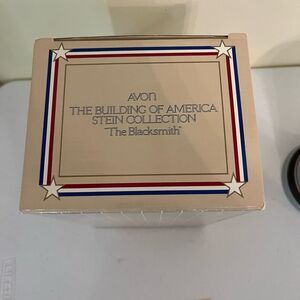 AVON
THE BUILDING OF AMERICA
STEIN COLLECTION
"The Blacksmith"